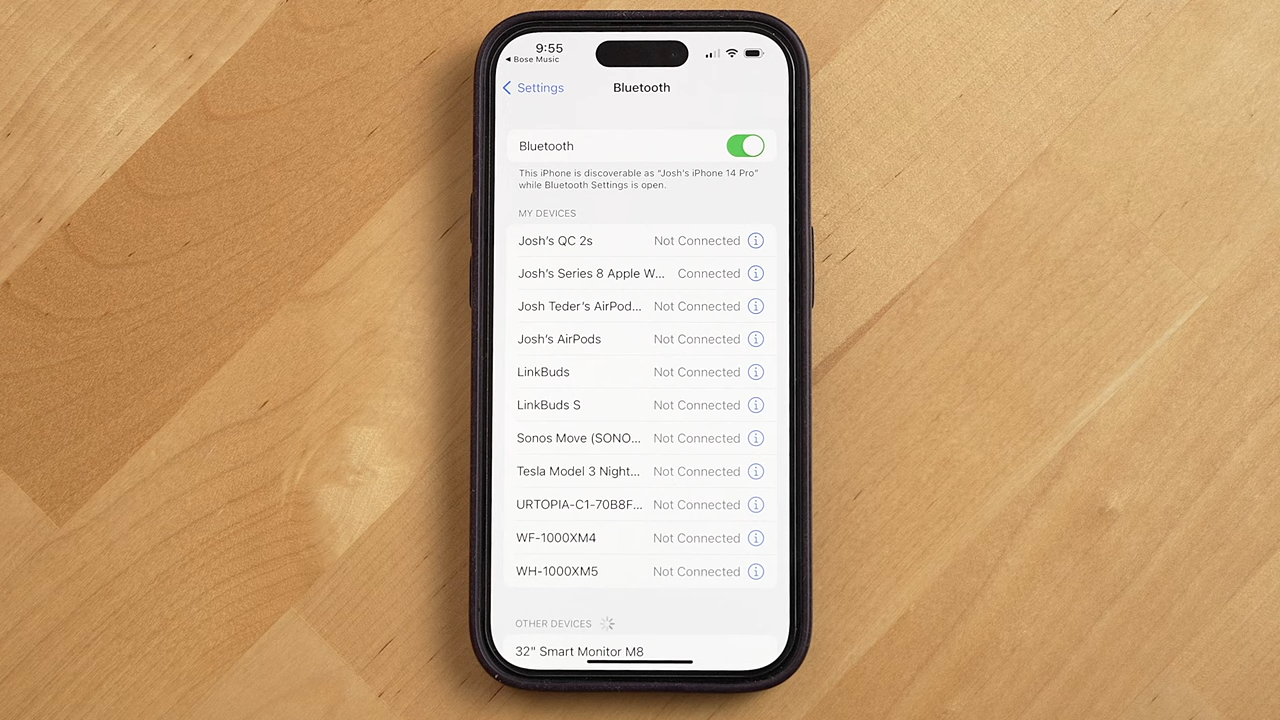 9:55
◀ Bose Music
Settings
Bluetooth
Bluetooth
This iPhone is discoverable as “Josh’s iPhone 14 Pro”
while Bluetooth Settings is open.
MY DEVICES
Josh’s QC 2s Not Connected
Josh’s Series 8 Apple W... Connected
Josh Teder’s AirPod... Not Connected
Josh’s AirPods Not Connected
LinkBuds Not Connected
LinkBuds S Not Connected
Sonos Move (SONO... Not Connected
Tesla Model 3 Night... Not Connected
URTOPIA-C1-70B8F... Not Connected
WF-1000XM4 Not Connected
WH-1000XM5 Not Connected
OTHER DEVICES
32" Smart Monitor M8